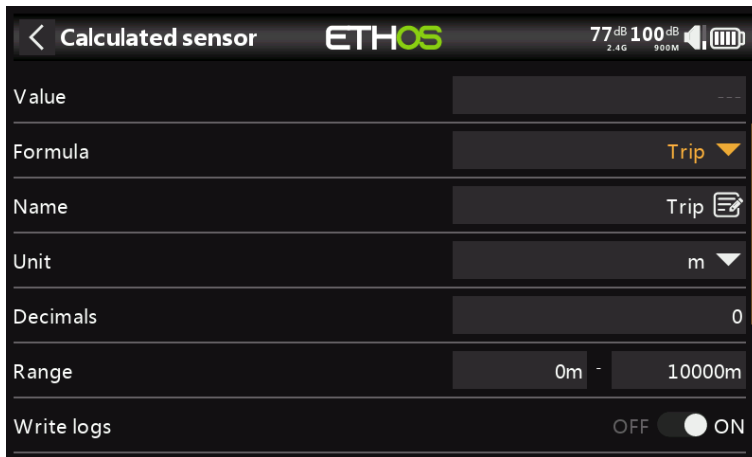 Calculated sensor ETHOS 77dB 2.4G 100dB 900M
Value ---
Formula Trip
Name Trip
Unit m
Decimals 0
Range 0m - 10000m
Write logs OFF ON